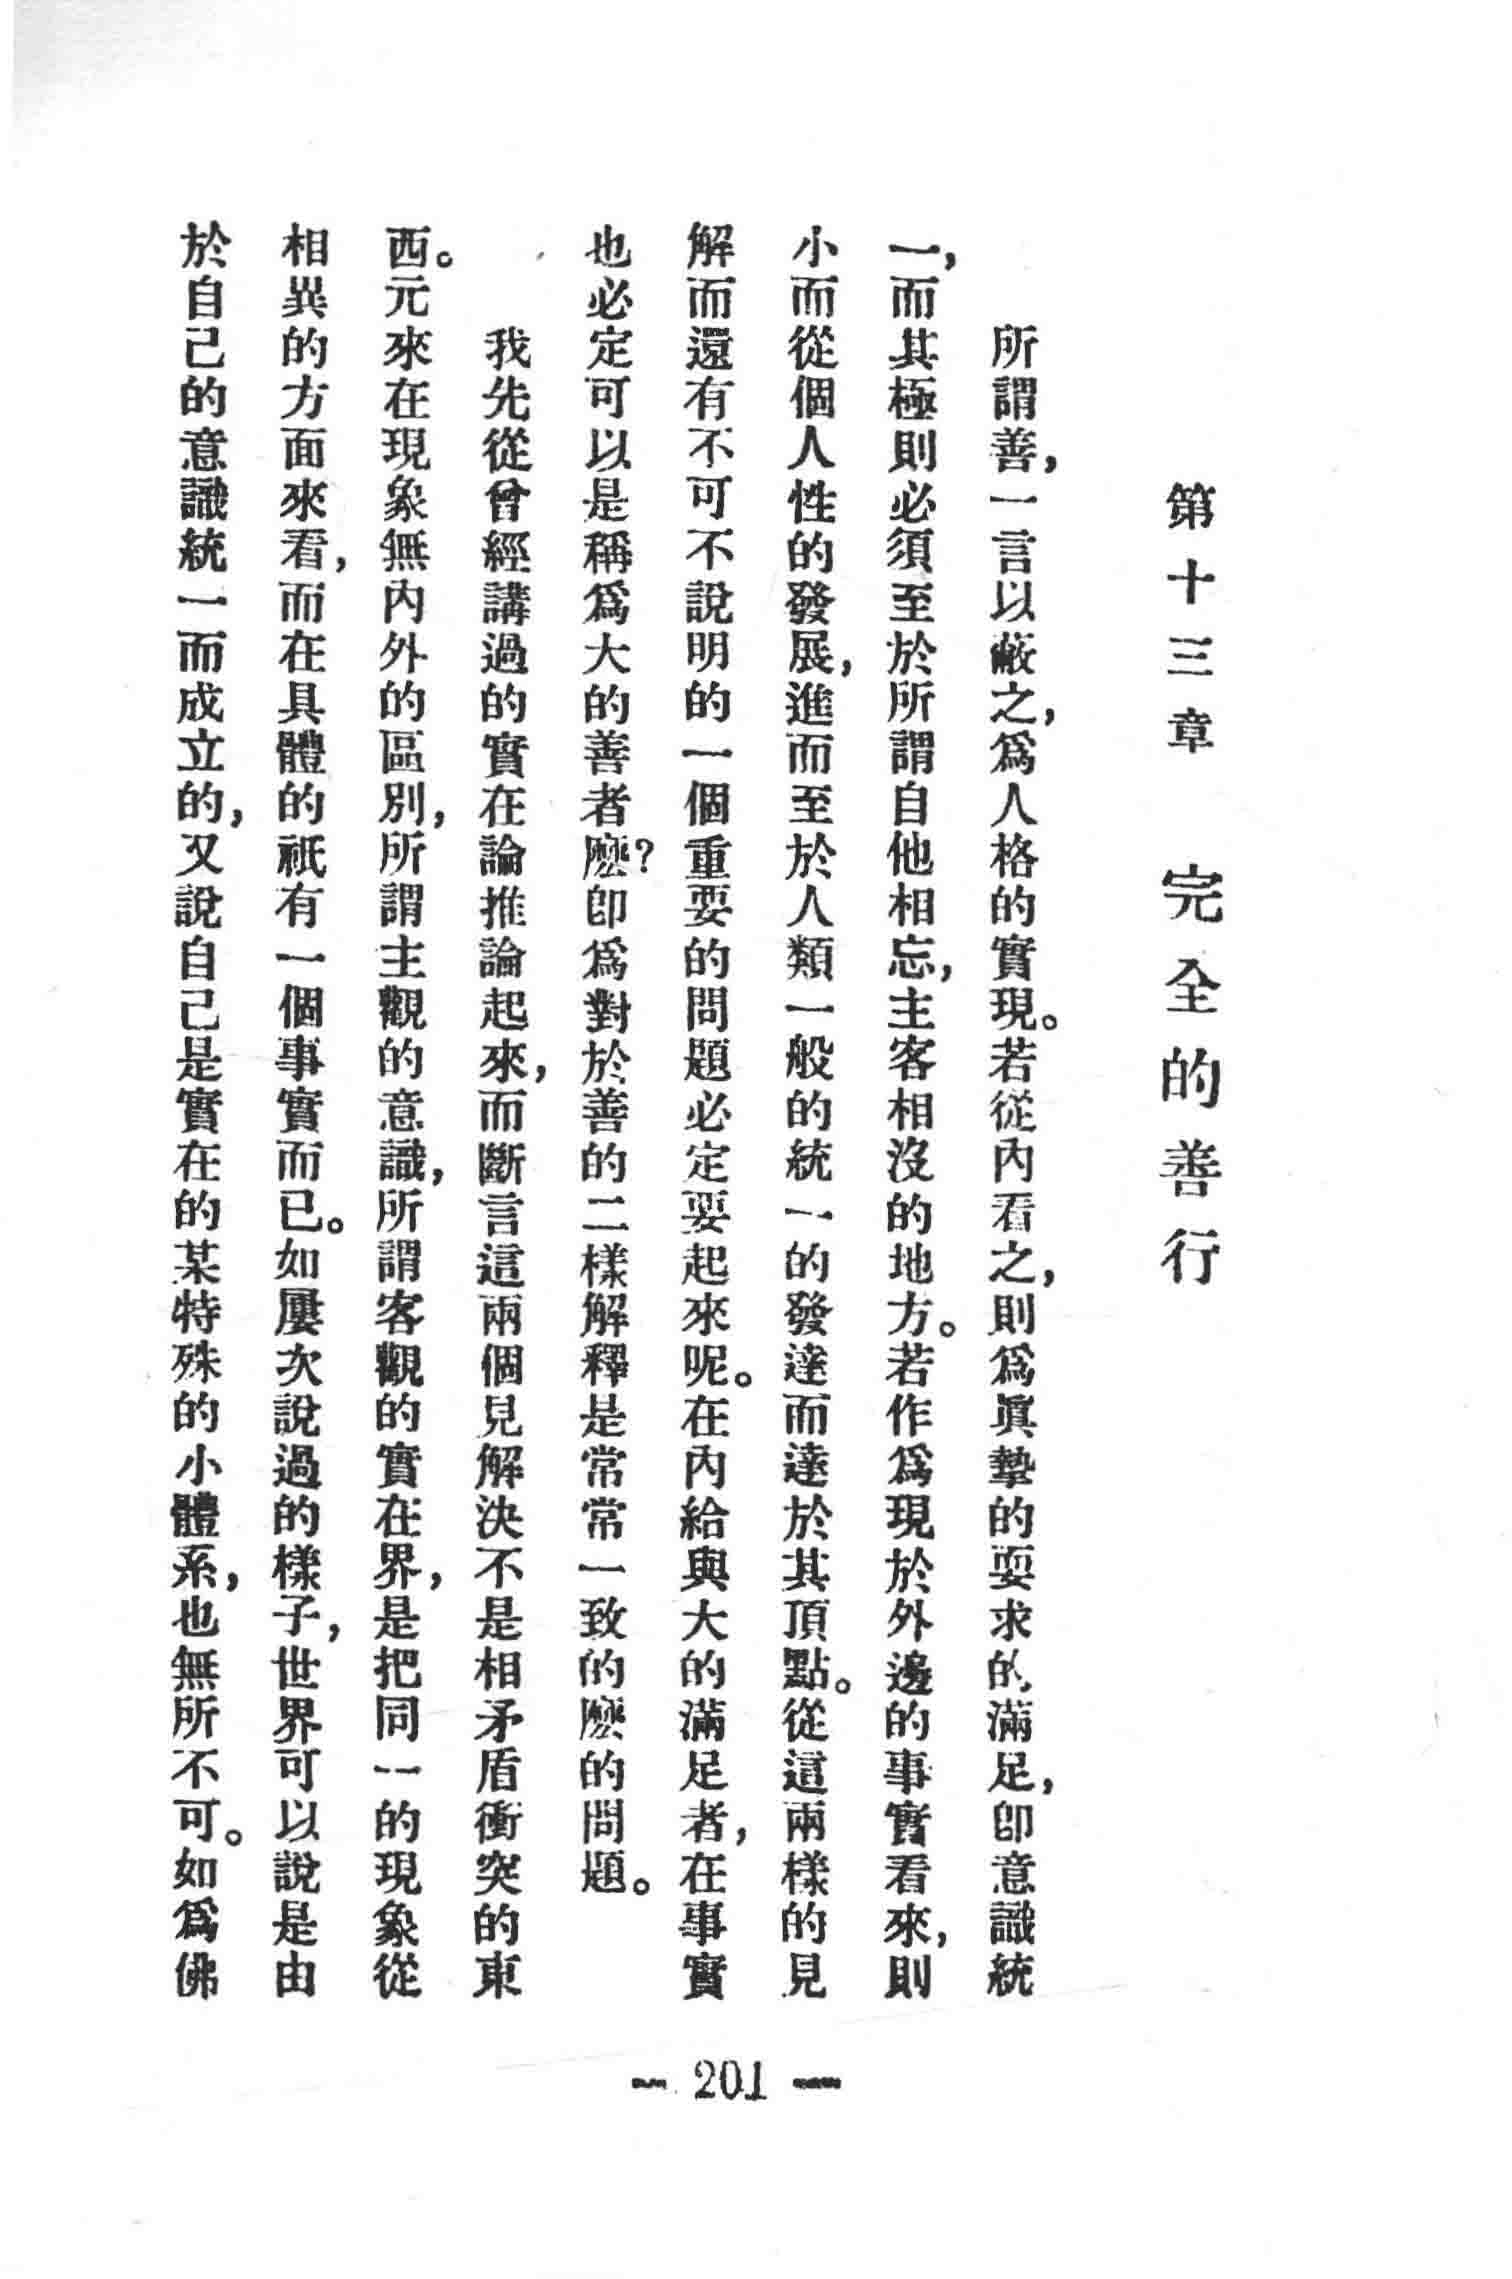 第十三章　完全的善行
所謂善，一言以蔽之，爲人格的實現。若從內看之，則爲眞摯的要求的滿足，卽意識統
一，而其極則必須至於所謂自他相忘，主客相沒的地方。若作爲現於外邊的事實看來，則
小而從個人性的發展，進而至於人類一般的統一的發達而達於其頂點。從這兩樣的見
解而還有不可不說明的一個重要的問題必定要起來呢。在內給與大的滿足者，在事實
也必定可以是稱爲大的善者麼？卽爲對於善的二樣解釋是常常一致的麼的問題。
我先從曾經講過的實在論推論起來，而斷言這兩個見解決不是相矛盾衝突的東
西。元來在現象無內外的區別，所謂主觀的意識，所謂客觀的實在界，是把同一的現象從
相異的方面來看，而在具體的祇有一個事實而已。如屢次說過的樣子，世界可以說是由
於自己的意識統一而成立的，又說自己是實在的某特殊的小體系，也無所不可。如爲佛
— 201 —